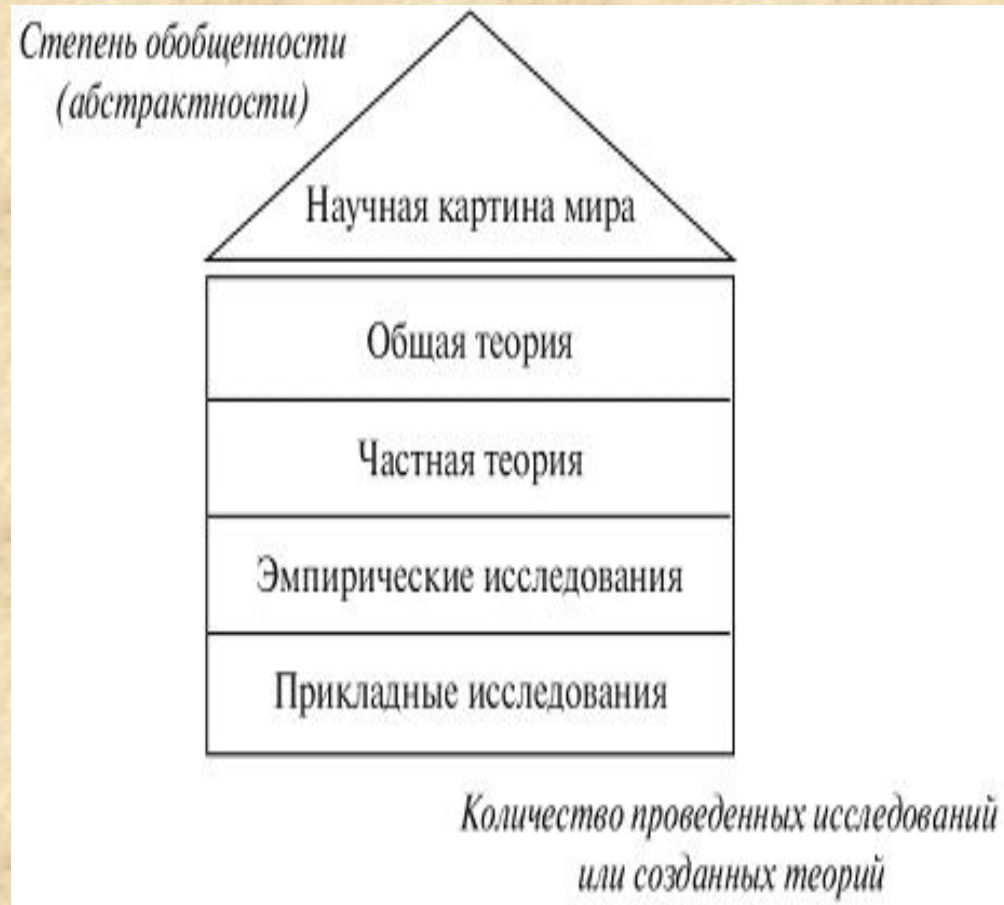 Степень обобщенности
(абстрактности)
Научная картина мира
Общая теория
Частная теория
Эмпирические исследования
Прикладные исследования
Количество проведенных исследований
или созданных теорий